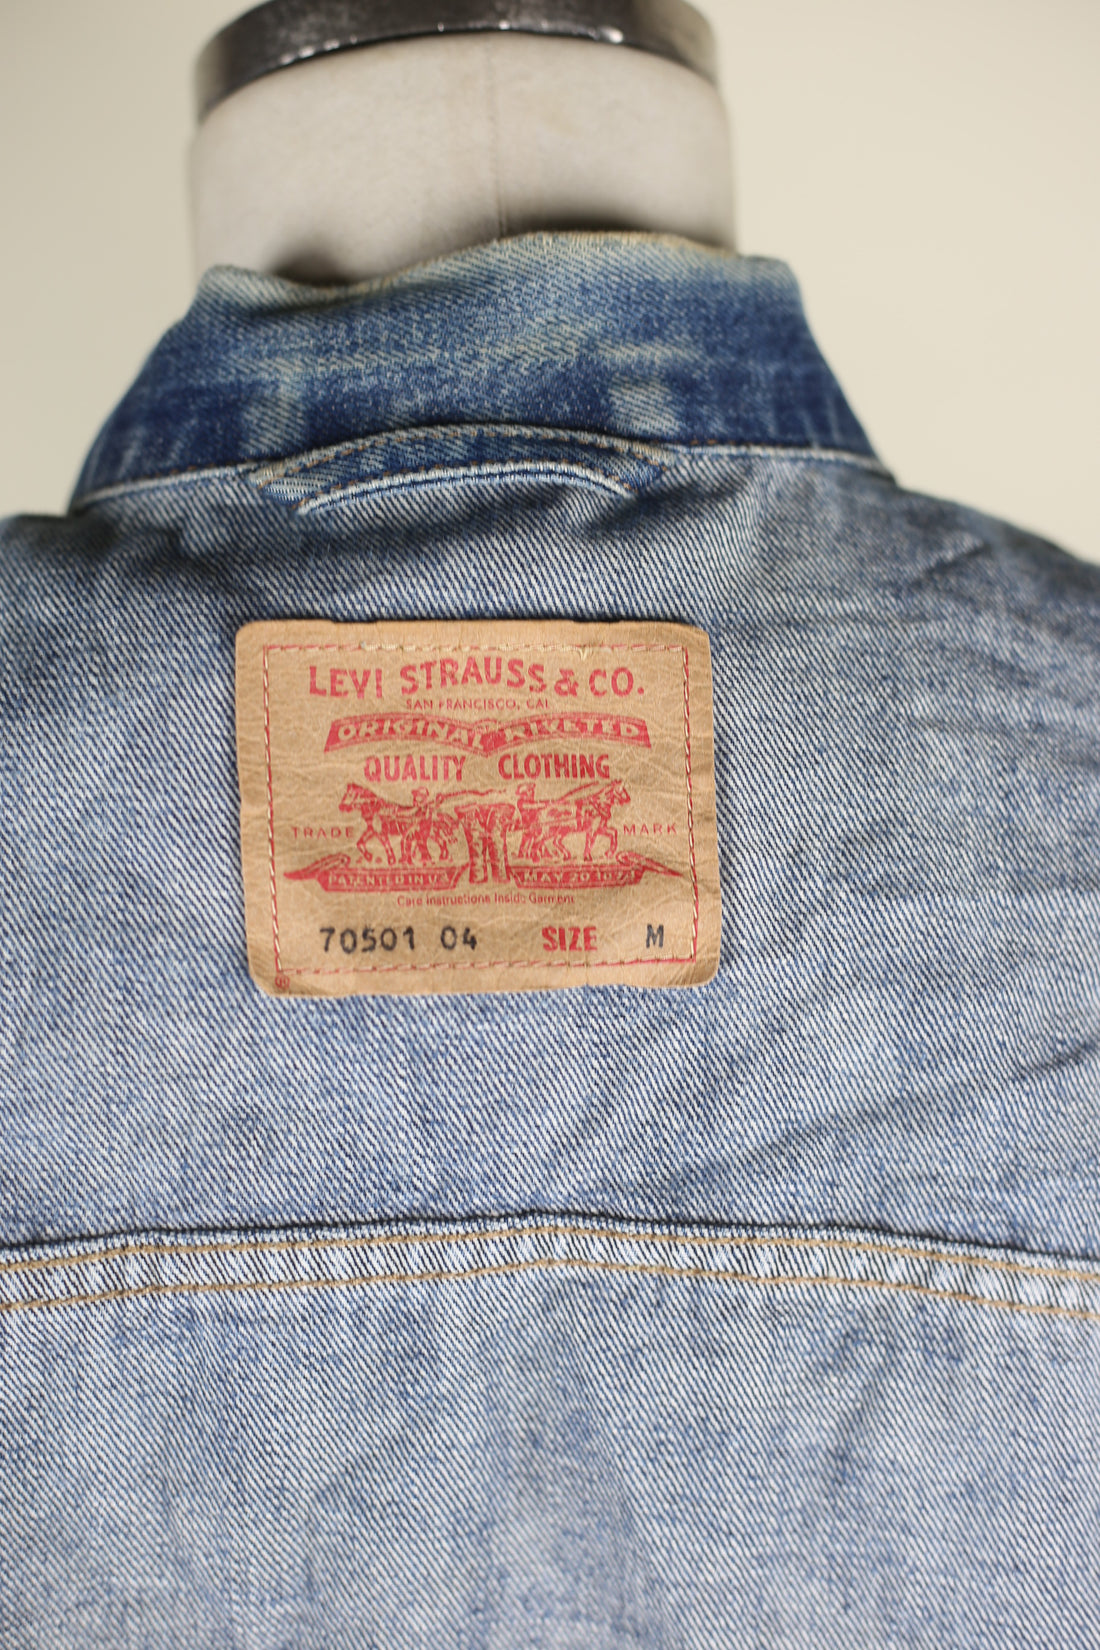 LEVI STRAUSS & CO.
SAN FRANCISCO, CAL
ORIGINAL RIVETED
QUALITY CLOTHING
TRADE MARK
PATENTED IN U.S. MAY 20 1873
Care Instructions Inside Garment
70501 04 SIZE M
®